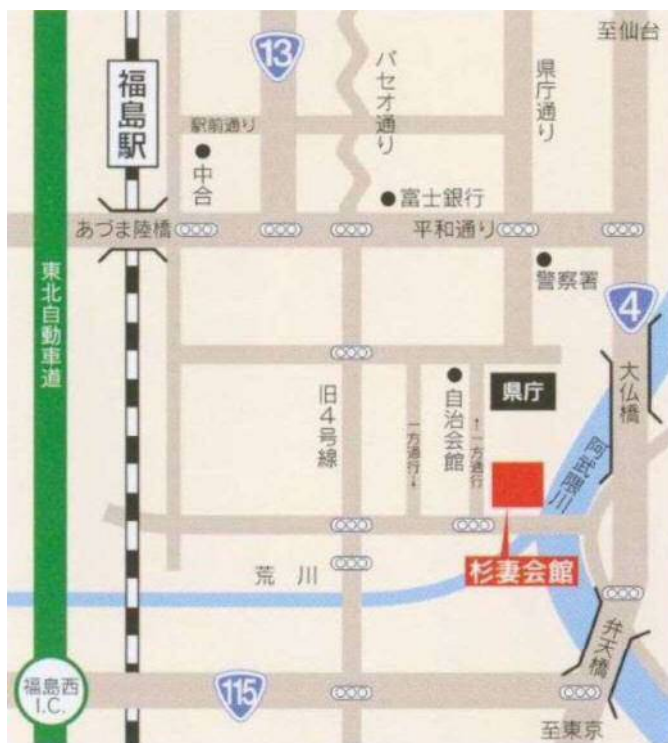 至仙台
13
福島駅
パセオ通り
県庁通り
駅前通り
中合
富士銀行
あづま陸橋
平和通り
警察署
東北自動車道
4
大仏橋
県庁
自治会館
旧4号線
一方通行↓
↑一方通行
阿武隈川
杉妻会館
荒川
弁天橋
福島西
I.C.
115
至東京